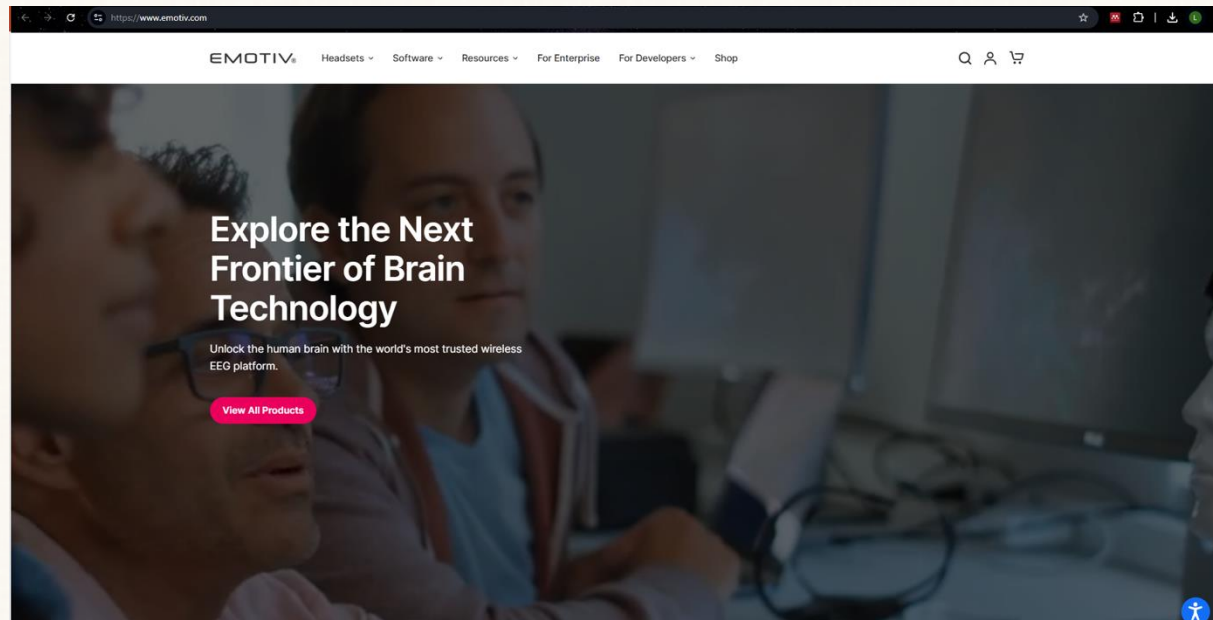 https://www.emotiv.com
EMOTIV®
Headsets
Software
Resources
For Enterprise
For Developers
Shop
Explore the Next
Frontier of Brain
Technology
Unlock the human brain with the world's most trusted wireless
EEG platform.
View All Products